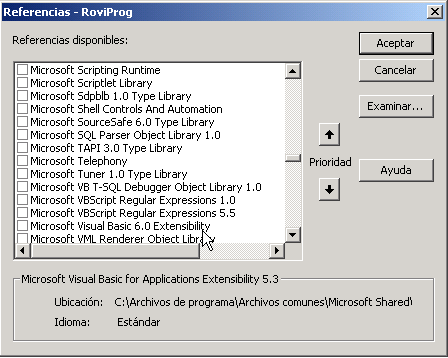 Referencias - RoviProg
Referencias disponibles:
Aceptar
Microsoft Scripting Runtime
Microsoft Scriptlet Library
Microsoft Sdpblb 1.0 Type Library
Microsoft Shell Controls And Automation
Microsoft SourceSafe 6.0 Type Library
Microsoft SQL Parser Object Library 1.0
Microsoft TAPI 3.0 Type Library
Microsoft Telephony
Microsoft Tuner 1.0 Type Library
Microsoft VB T-SQL Debugger Object Library 1.0
Microsoft VBScript Regular Expressions 1.0
Microsoft VBScript Regular Expressions 5.5
Microsoft Visual Basic 6.0 Extensibility
Microsoft VML Renderer Object Library
Cancelar
Examinar...
Prioridad
Ayuda
Microsoft Visual Basic for Applications Extensibility 5.3
Ubicación: C:\Archivos de programa\Archivos comunes\Microsoft Shared\
Idioma: Estándar